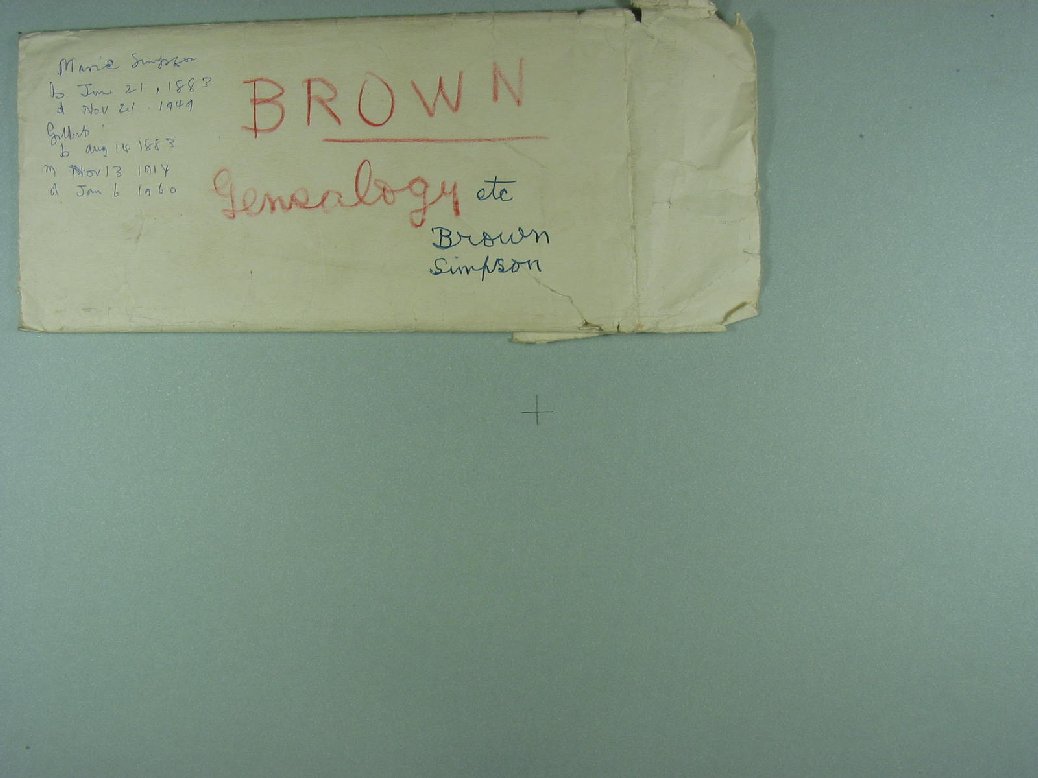 Marie Simpson
b Jan 21, 1883
d Nov 21, 1949
Gilbert
b Aug 14 1883
m Nov 13 1914
d Jan 6 1960
BROWN
Genealogy etc
Brown
Simpson